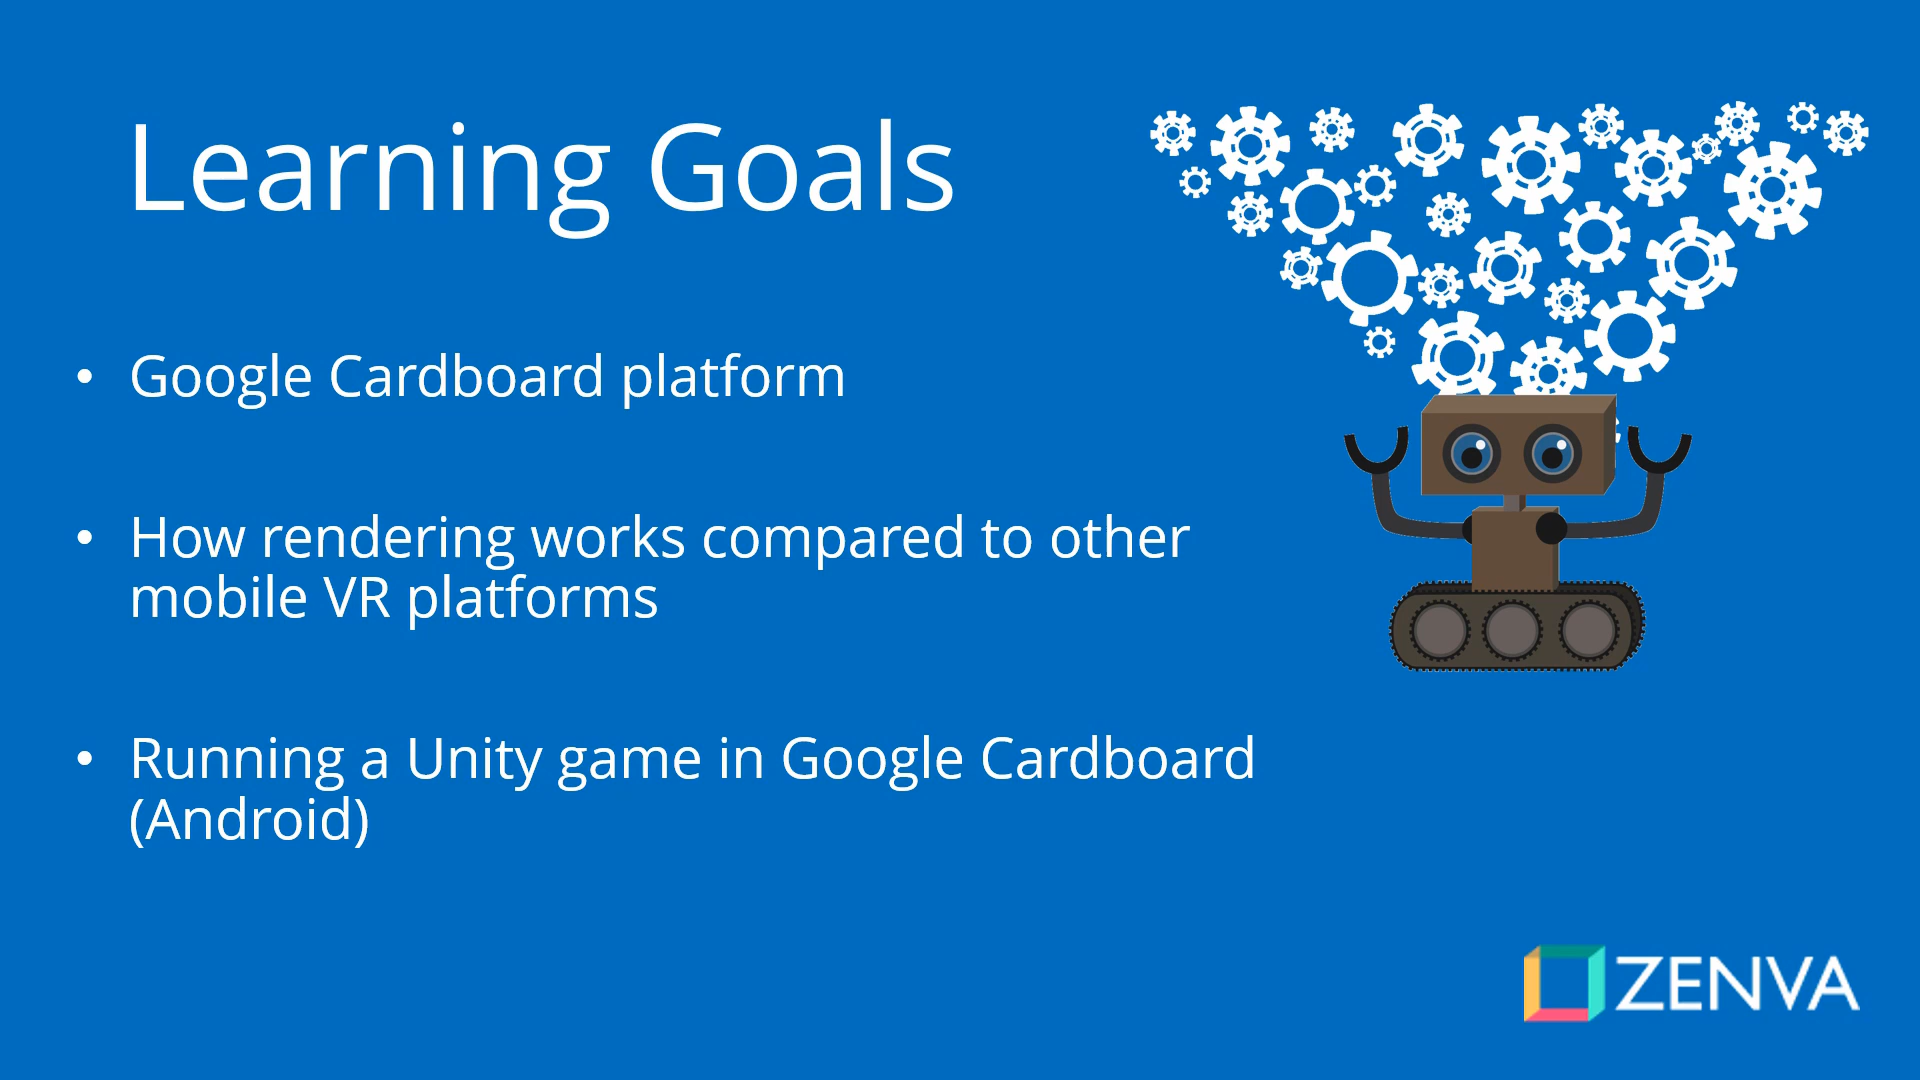 Learning Goals
• Google Cardboard platform
• How rendering works compared to other
mobile VR platforms
• Running a Unity game in Google Cardboard
(Android)
ZENVA